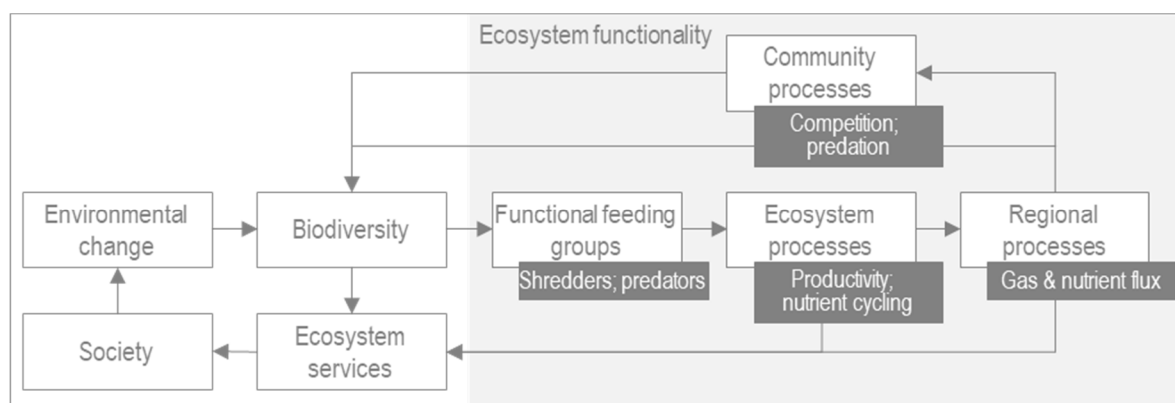 Ecosystem functionality
Community
processes
Competition;
predation
Environmental
change
Biodiversity
Functional feeding
groups
Shredders; predators
Ecosystem
processes
Productivity;
nutrient cycling
Regional
processes
Gas & nutrient flux
Society
Ecosystem
services